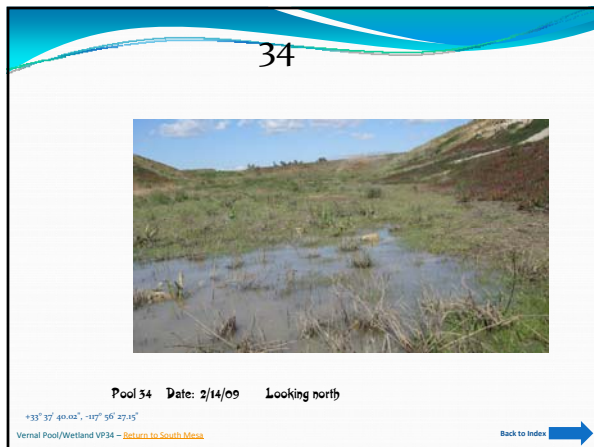 34
Pool 34 Date: 2/14/09 Looking north
+33° 37' 40.02", -117° 56' 27.15"
Vernal Pool/Wetland VP34 – Return to South Mesa
Back to Index